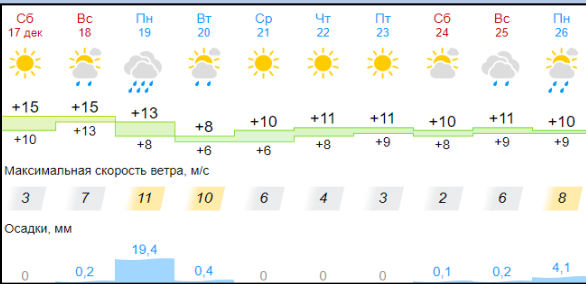 Сб Вс Пн Вт Ср Чт Пт Сб Вс Пн
17 дек 18 19 20 21 22 23 24 25 26
+15 +15 +13 +8 +10 +11 +11 +10 +11 +10
+10 +13 +8 +6 +6 +8 +9 +8 +9 +9
Максимальная скорость ветра, м/с
3 7 11 10 6 4 3 2 6 8
Осадки, мм
0 0,2 19,4 0,4 0 0 0 0,1 0,2 4,1